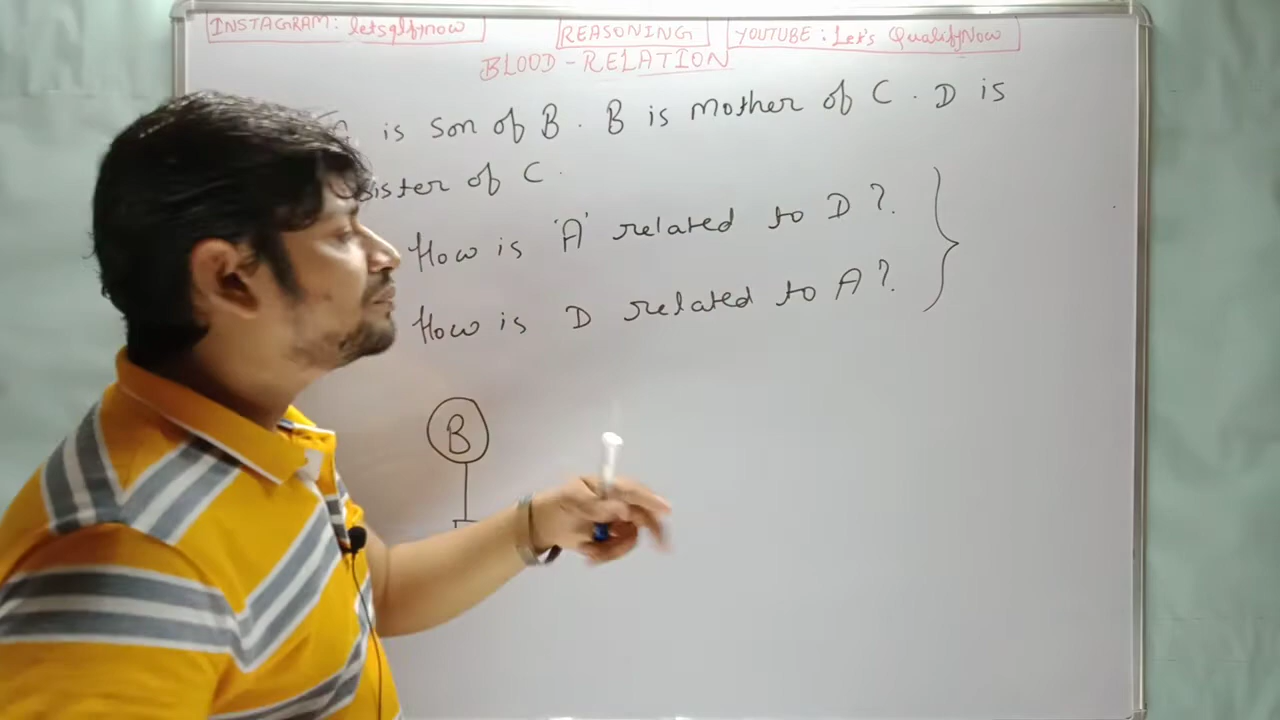 INSTAGRAM: letsqlfynow REASONING YOUTUBE: Let's QualifyNow
BLOOD-RELATION
is son of B. B is mother of C. D is
sister of C.
How is 'A' related to D?
How is D related to A?
B